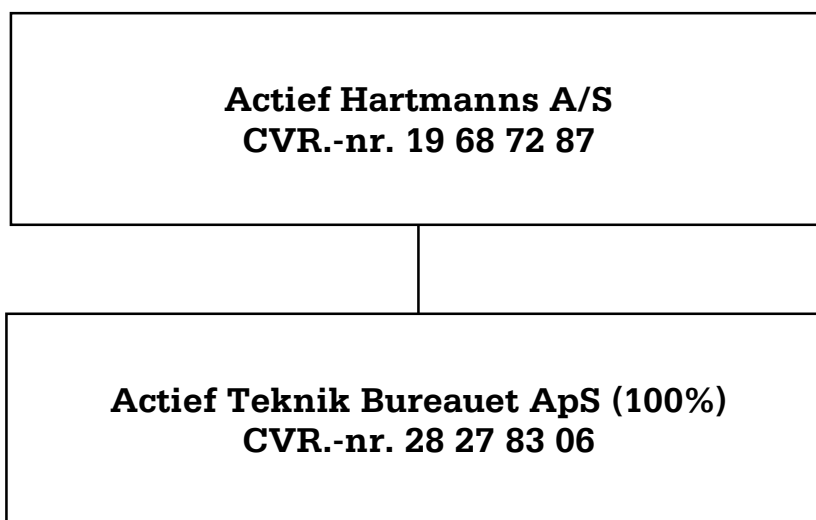 Actief Hartmanns A/S
CVR.-nr. 19 68 72 87
Actief Teknik Bureauet ApS (100%)
CVR.-nr. 28 27 83 06